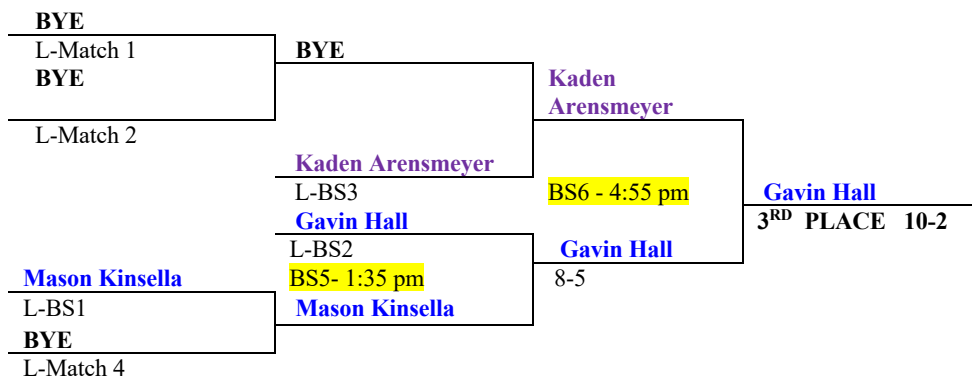 BYE
L-Match 1
BYE
L-Match 2
BYE
Kaden Arensmeyer
L-BS3
Gavin Hall
L-BS2
BS5- 1:35 pm
Mason Kinsella
Mason Kinsella
L-BS1
BYE
L-Match 4
Kaden
Arensmeyer
BS6 - 4:55 pm
Gavin Hall
8-5
Gavin Hall
3RD PLACE 10-2